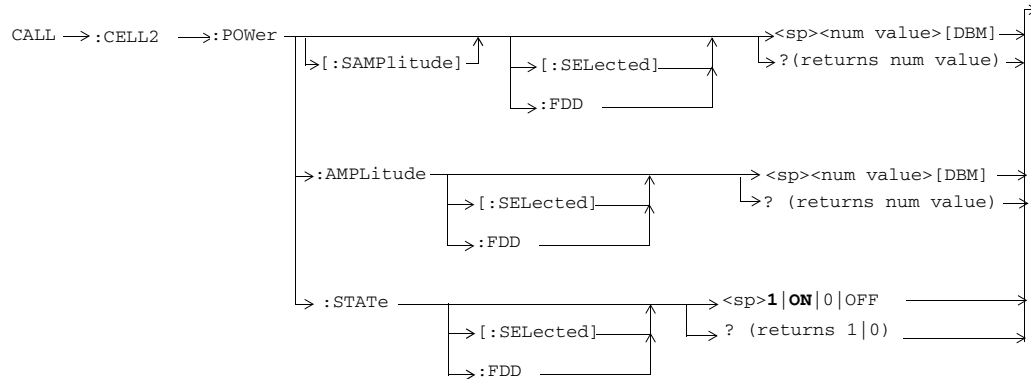 CALL :CELL2 :POWer <sp><num value>[DBM]
[:SAMPlitude] [:SELected] ?(returns num value)
:FDD
:AMPLitude <sp><num value>[DBM]
[:SELected] ? (returns num value)
:FDD
:STATe <sp>1|ON|0|OFF
[:SELected] ? (returns 1|0)
:FDD